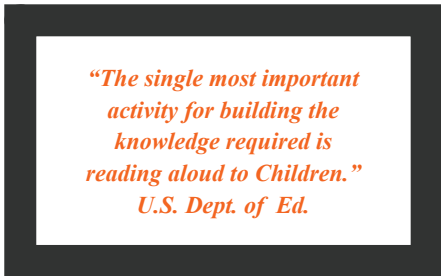 “The single most important
activity for building the
knowledge required is
reading aloud to Children.”
U.S. Dept. of  Ed.